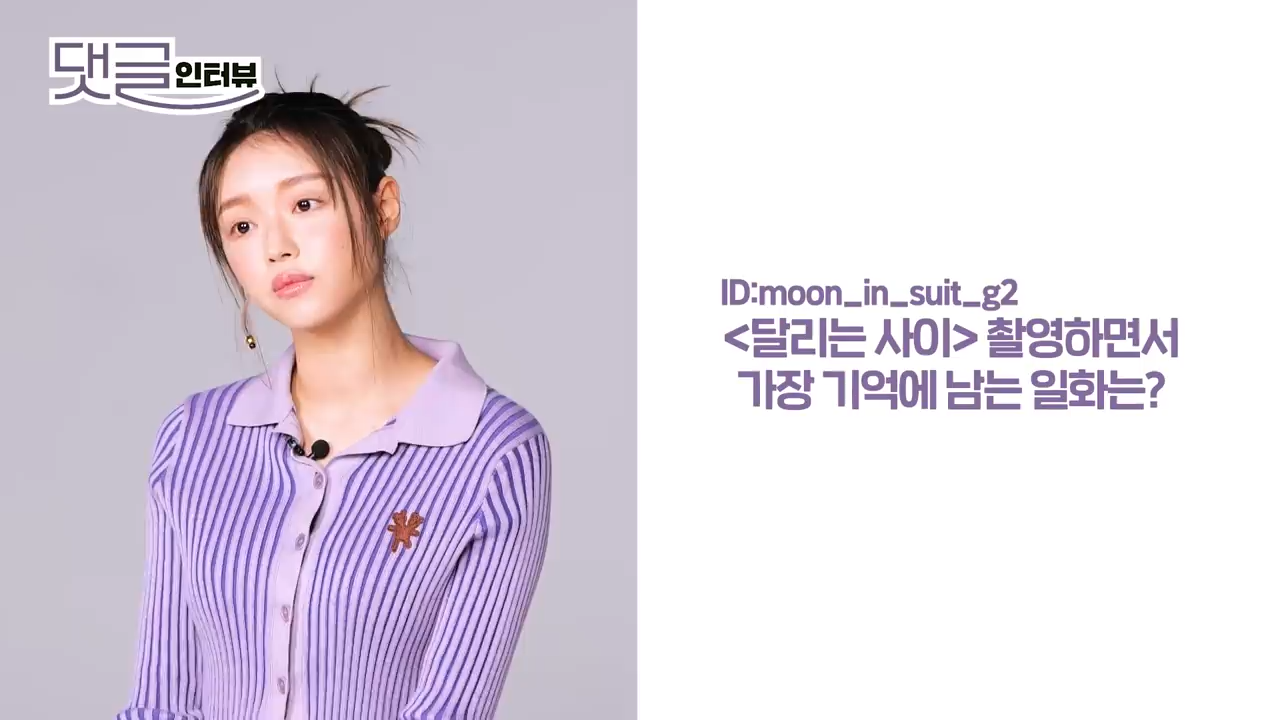 댓글인터뷰
ID:moon_in_suit_g2
<달리는 사이> 촬영하면서
가장 기억에 남는 일화는?